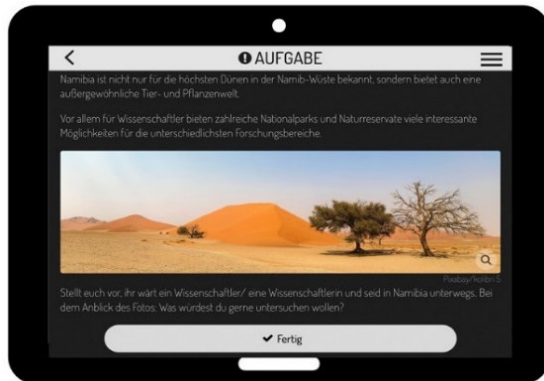 AUFGABE
Namibia ist nicht nur für die höchsten Dünen in der Namib-Wüste bekannt, sondern bietet auch eine
außergewöhnliche Tier- und Pflanzenwelt.
Vor allem für Wissenschaftler bieten zahlreiche Nationalparks und Naturreservate viele interessante
Möglichkeiten für die unterschiedlichsten Forschungsbereiche.
Pixabay/kolibri 5
Stellt euch vor, ihr wärt ein Wissenschaftler/ eine Wissenschaftlerin und seid in Namibia unterwegs. Bei
dem Anblick des Fotos: Was würdest du gerne untersuchen wollen?
Fertig